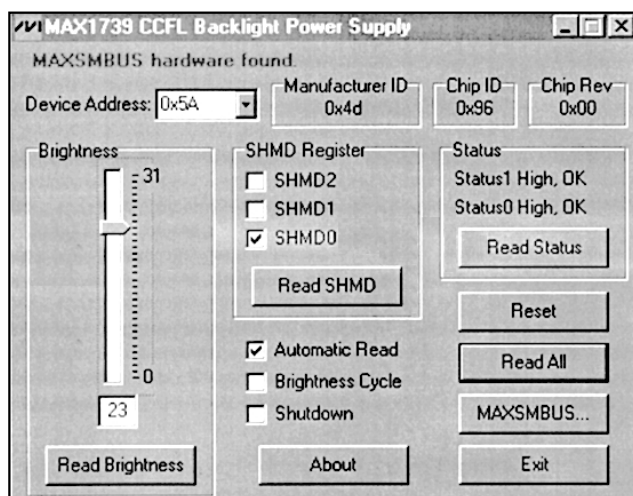 MAX1739 CCFL Backlight Power Supply
MAXSMBUS hardware found.
Device Address: 0x5A
Manufacturer ID
0x4d
Chip ID
0x96
Chip Rev
0x00
Brightness
31
0
23
Read Brightness
SHMD Register
SHMD2
SHMD1
SHMD0
Read SHMD
Automatic Read
Brightness Cycle
Shutdown
About
Status
Status1 High, OK
Status0 High, OK
Read Status
Reset
Read All
MAXSMBUS...
Exit